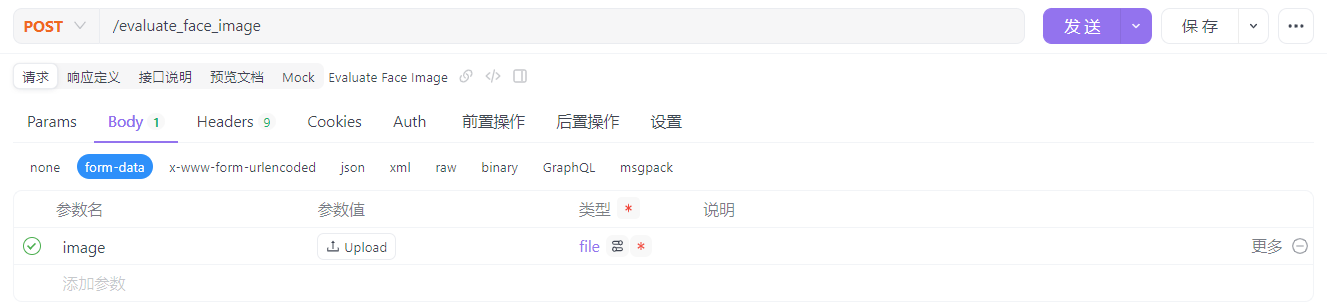 POST /evaluate_face_image 发 送 保 存
请求 响应定义 接口说明 预览文档 Mock Evaluate Face Image
Params Body 1 Headers 9 Cookies Auth 前置操作 后置操作 设置
none form-data x-www-form-urlencoded json xml raw binary GraphQL msgpack
参数名 参数值 类型 * 说明
image Upload file * 更多
添加参数